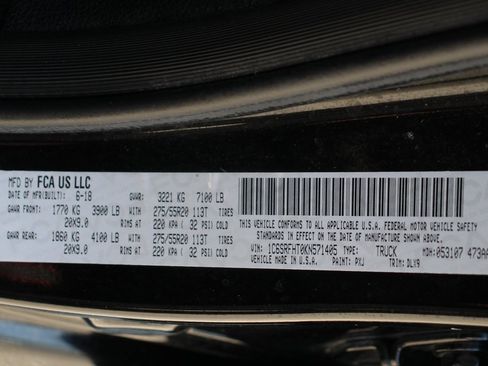 MFD BY FCA US LLC
DATE OF MFR(BUILT): 6-18 GVWR: 3221 KG 7100 LB
GAWR FRONT: 1770 KG 3900 LB WITH 275/55R20 113T TIRES
20X9.0 RIMS AT 220 KPA ( 32 PSI) COLD
GAWR REAR: 1860 KG 4100 LB WITH 275/55R20 113T TIRES
20X9.0 RIMS AT 220 KPA ( 32 PSI) COLD
THIS VEHICLE CONFORMS TO ALL APPLICABLE U.S.A. FEDERAL MOTOR VEHICLE SAFETY
STANDARDS IN EFFECT ON THE DATE OF MANUFACTURE SHOWN ABOVE.
VIN: 1C6SRFHT0KN571405 TYPE: TRUCK MDH:053107 473AA
VEHICLE MADE IN U.S.A. PAINT: PXJ TRIM: DLX9